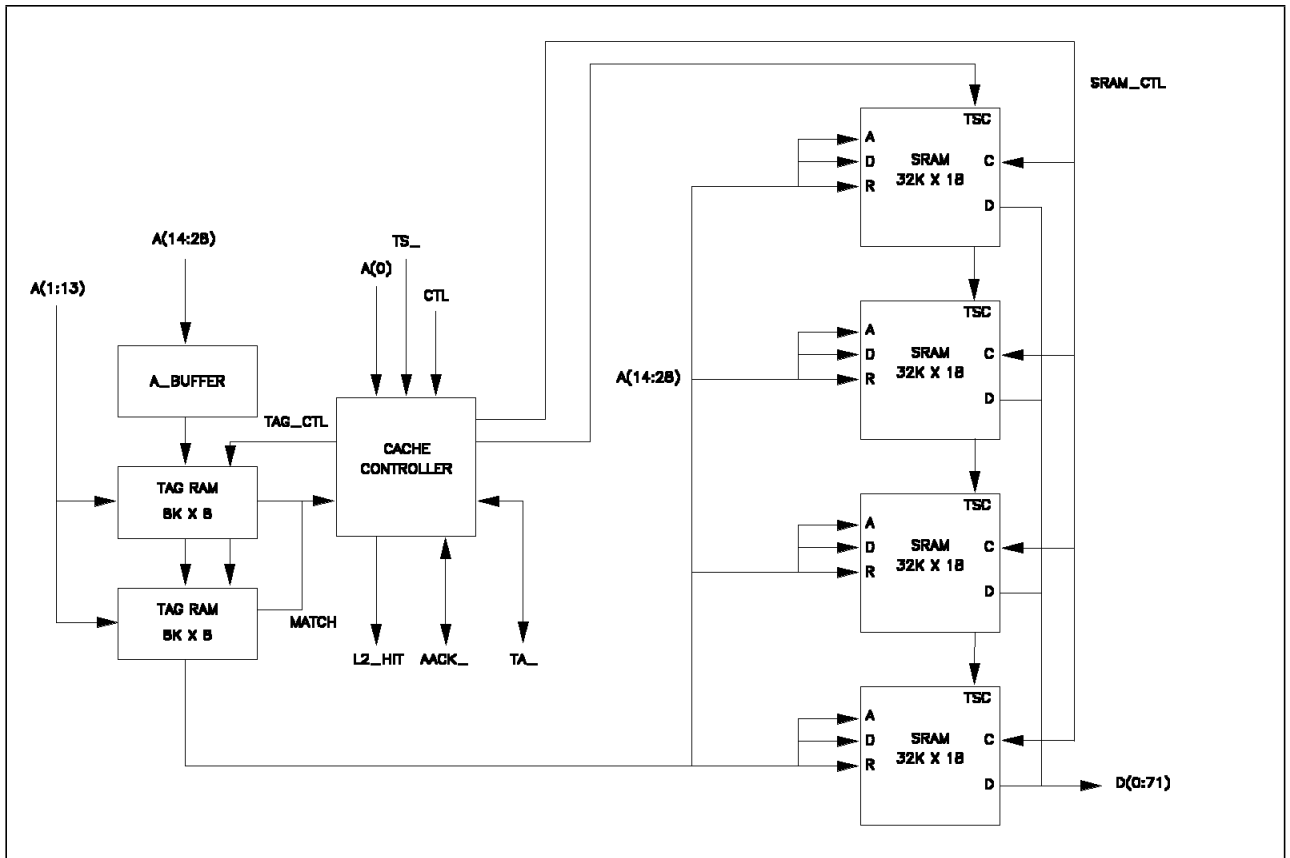 SRAM_CTL
TSC
A
D
R
SRAM
32K X 18
C
D
A(14:28)
TS_
A(0)
A(1:13)
CTL
A_BUFFER
TAG_CTL
TAG RAM
8K X 8
TAG RAM
8K X 8
MATCH
CACHE
CONTROLLER
L2_HIT
AACK_
TA_
A(14:28)
TSC
A
D
R
SRAM
32K X 18
C
D
TSC
A
D
R
SRAM
32K X 18
C
D
TSC
A
D
R
SRAM
32K X 18
C
D
D(0:71)